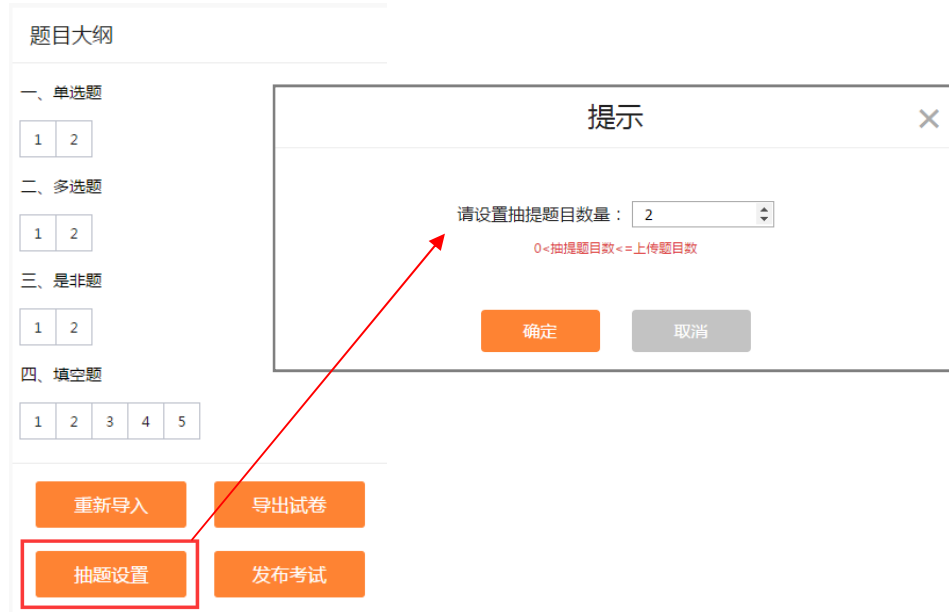 题目大纲
一、单选题
1 2
二、多选题
1 2
三、是非题
1 2
四、填空题
1 2 3 4 5
重新导入 导出试卷
抽题设置 发布考试
提示
请设置抽提题目数量： 2
0<抽提题目数<=上传题目数
确定 取消